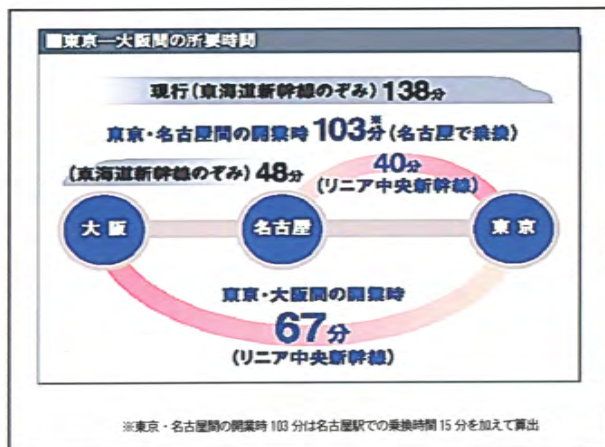 ■東京―大阪間の所要時間
現行(東海道新幹線のぞみ)138分
東京・名古屋間の開業時103分※(名古屋で乗換)
(東海道新幹線のぞみ)48分
40分
(リニア中央新幹線)
大阪
名古屋
東京
東京・大阪間の開業時
67分
(リニア中央新幹線)
※東京・名古屋間の開業時103分は名古屋駅での乗換時間15分を加えて算出